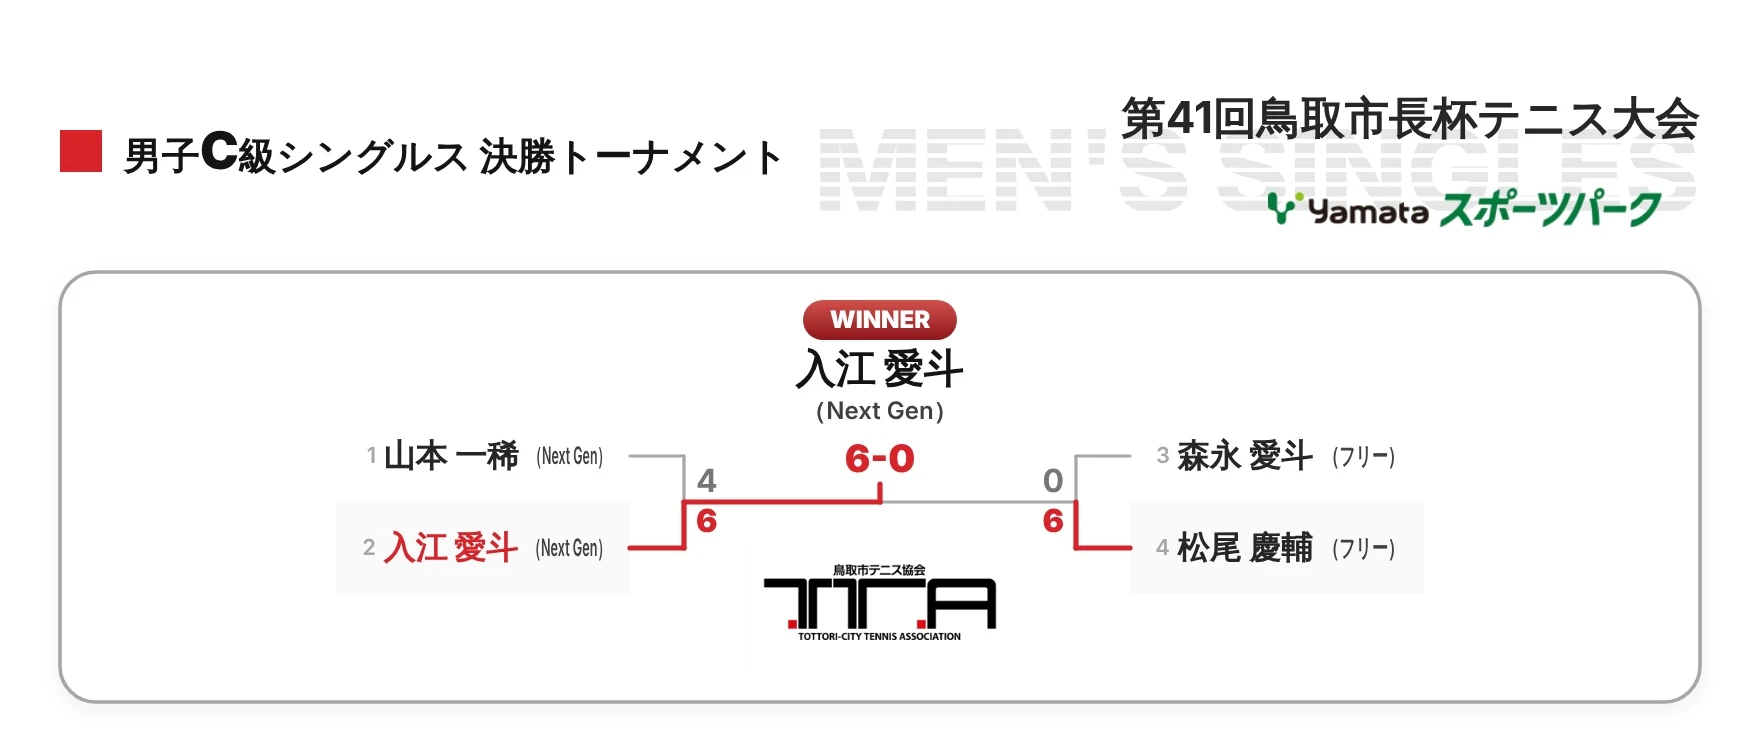 第41回鳥取市長杯テニス大会
男子C級シングルス 決勝トーナメント
MEN'S SINGLES
Yamata スポーツパーク
WINNER
入江 愛斗
(Next Gen)
6-0
1 山本 一稀 (Next Gen)
4
2 入江 愛斗 (Next Gen)
6
3 森永 愛斗 (フリー)
0
4 松尾 慶輔 (フリー)
6
鳥取市テニス協会
TTCA
TOTTORI-CITY TENNIS ASSOCIATION